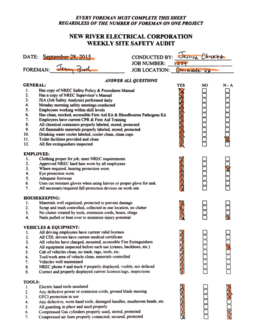 EVERY FOREMAN MUST COMPLETE THIS SHEET
REGARDLESS OF THE NUMBER OF FOREMAN ON ONE PROJECT
NEW RIVER ELECTRICAL CORPORATION
WEEKLY SITE SAFETY AUDIT
DATE: September 28, 2015
CONDUCTED BY:
JOB NUMBER:
FOREMAN:
JOB LOCATION:
ANSWER ALL QUESTIONS
GENERAL: YES NO N - A
1. Has copy of NREC Safety Policy & Procedures Manual
2. Has a copy of NREC Supervisor's Manual
3. JSA (Job Safety Analysis) performed daily
4. Monday morning safety meetings conducted
5. Employees working within skill levels
6. Has clean, stocked, accessible First Aid Kit & Bloodborne Pathogens Kit
7. Employees have current CPR & First Aid Training
8. All chemical containers properly labeled, stored, protected
9. All flammable materials properly labeled, stored, protected
10. Drinking water cooler labeled, cooler clean, clean cups
11. Toilet facilities provided and clean
12. All fire extinguishers inspected
EMPLOYEE:
1. Clothing proper for job, meet NREC requirements
2. Approved NREC hard hats worn by all employees
3. Where required, hearing protection worn
4. Eye protection worn
5. Adequate footwear
6. Uses cut resistant gloves when using knives or proper glove for task
7. All necessary required fall protection devices on work site
HOUSEKEEPING:
1. Materials well organized, protected to prevent damage
2. Scrap and trash controlled, collected in one location, no clutter
3. No clutter created by tools, extension cords, hoses, slings
4. Nails pulled or bent over to minimize injury potential
VEHICLES & EQUIPMENT:
1. All driving employees have current valid licenses
2. All CDL drivers have current medical certificate
3. All vehicles have charged, mounted, accessible Fire Extinguishers
4. All equipment inspected before each use (cranes, backhoes, etc.)
5. Cab of vehicles clean, no trash, rags, tools, etc.
6. Tool/work area of vehicle clean, materials controlled
7. Vehicles well maintained
8. NREC phone # and truck # properly displayed, visible, not defaced
9. Correct and properly displayed current license/tags, inspections
TOOLS:
1. Electric hand tools insulated
2. Any defective power or extension cords, ground blade missing
3. GFCI protection in use
4. Any defective, worn hand tools, damaged handles, mushroom heads, etc.
5. All guarding in place and used properly
6. Compressed Gas cylinders properly used, stored, protected
7. Compressed air lines properly connected, secured, protected